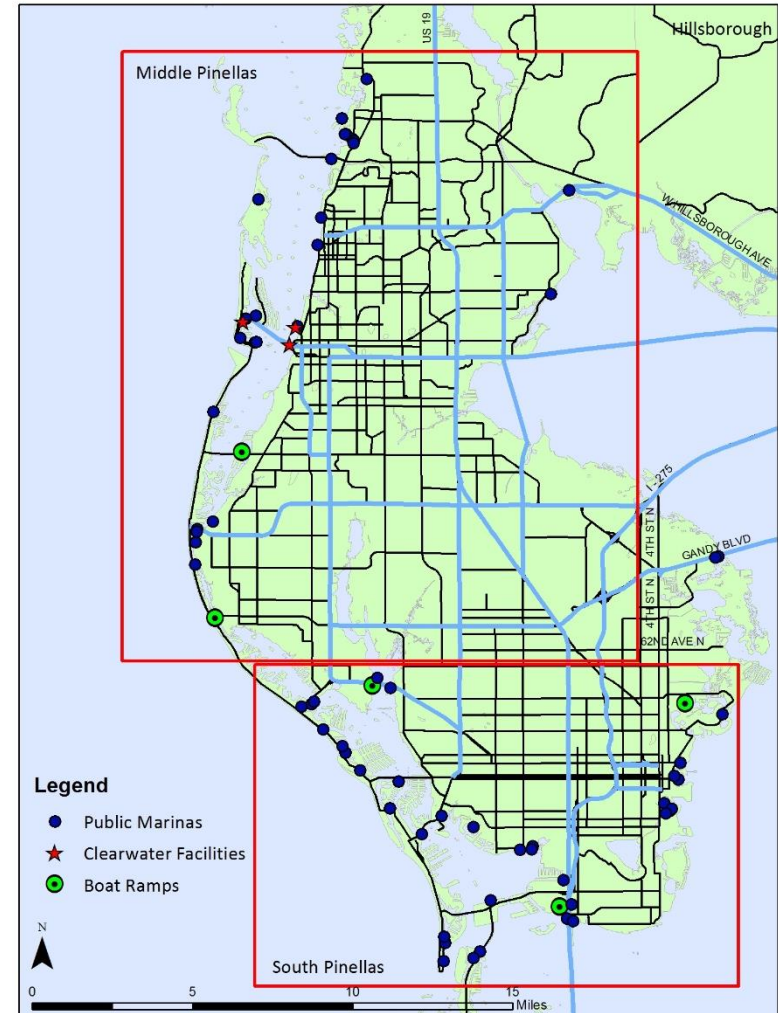 US 19
Hillsborough
Middle Pinellas
W HILLSBOROUGH AVE
I - 275
4TH ST N
GANDY BLVD
4TH ST N
62ND AVE N
Legend
Public Marinas
Clearwater Facilities
Boat Ramps
N
South Pinellas
0 5 10 15
Miles